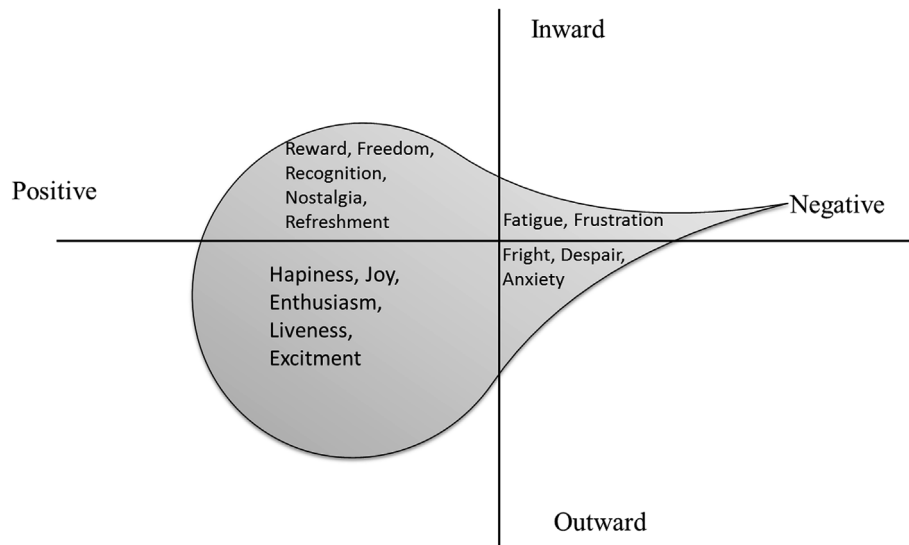 Inward
Reward, Freedom,
Recognition,
Nostalgia,
Refreshment
Positive
Negative
Fatigue, Frustration
Fright, Despair,
Anxiety
Hapiness, Joy,
Enthusiasm,
Liveness,
Excitment
Outward